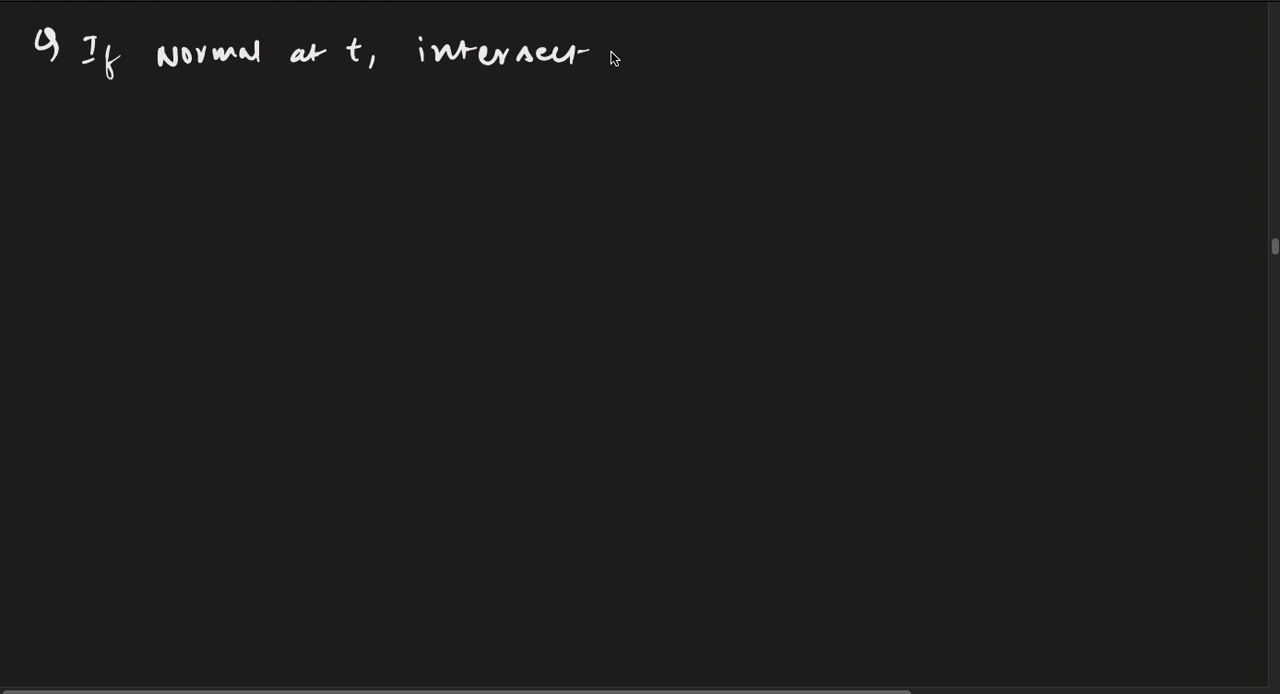 Q If Normal at t, intersect